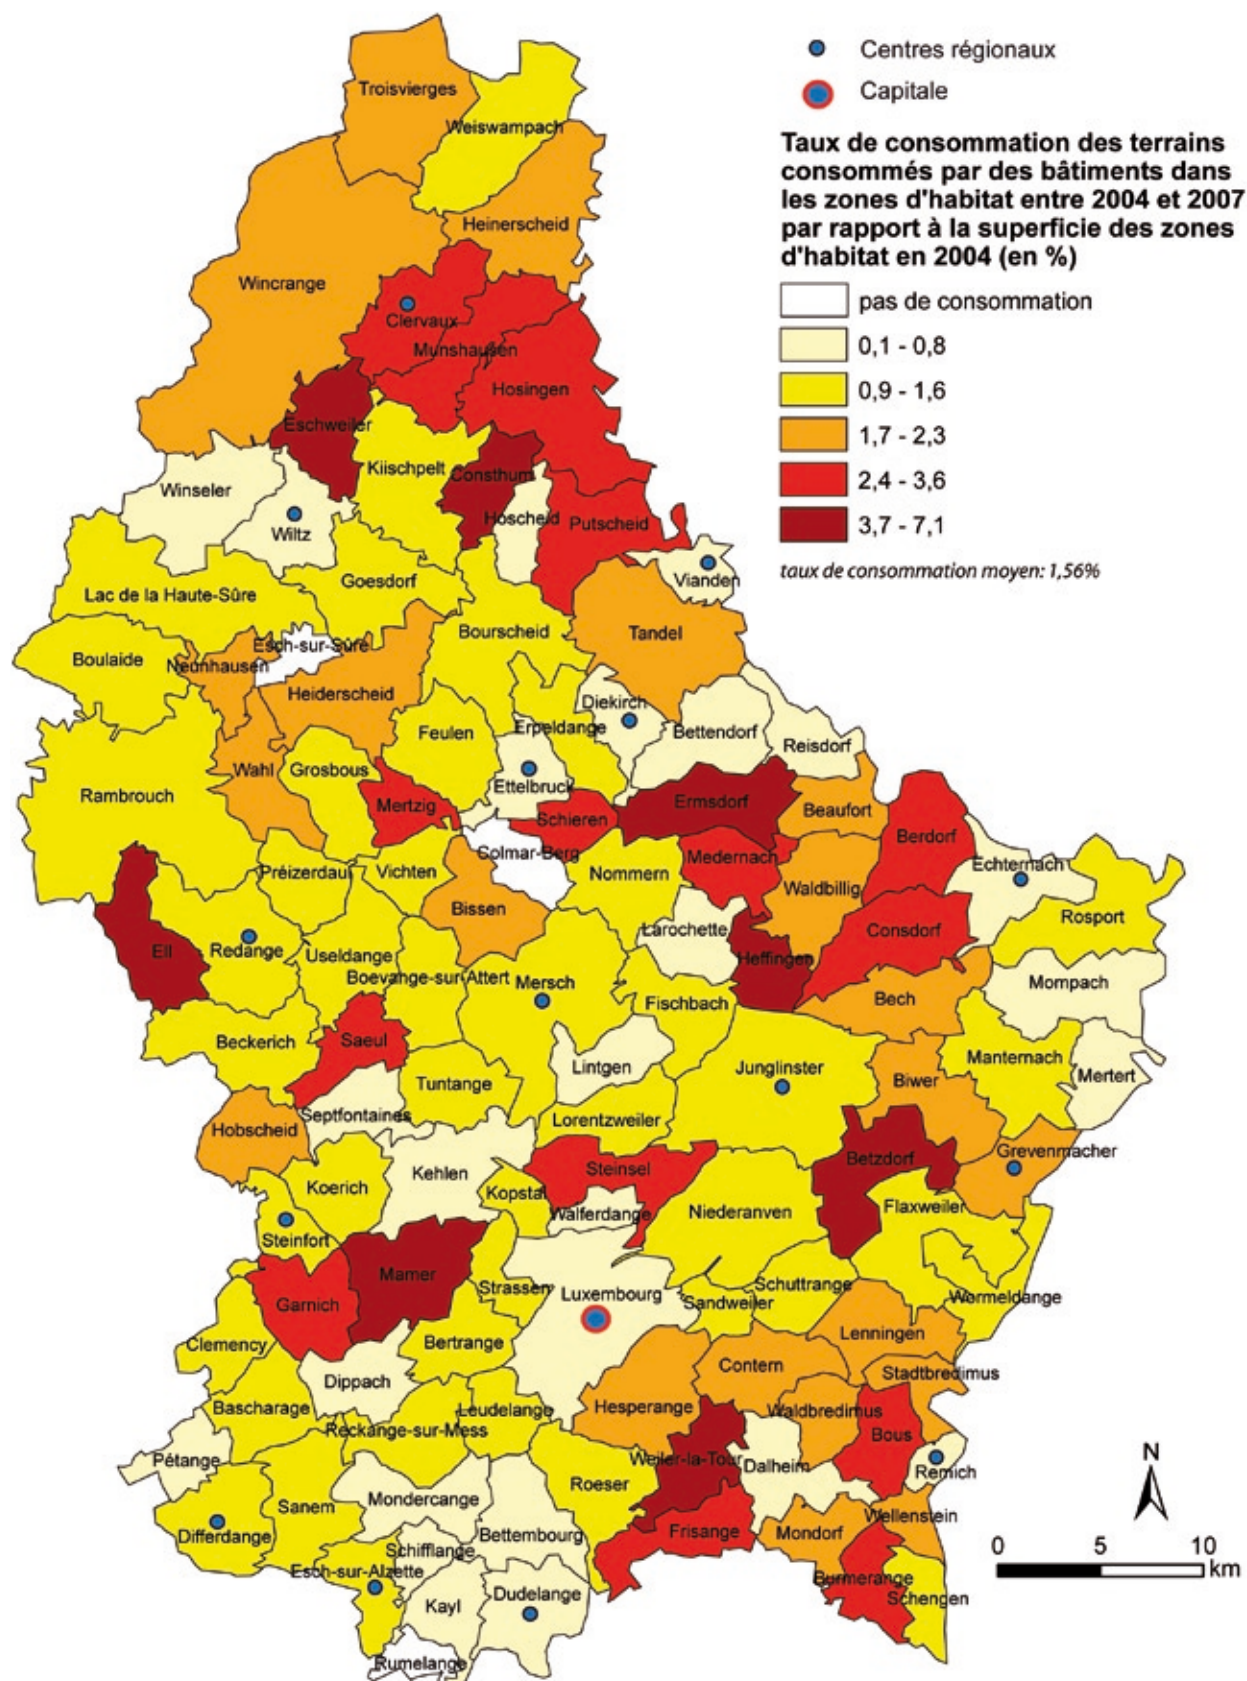 Centres régionaux
Capitale
Taux de consommation des terrains
consommés par des bâtiments dans
les zones d'habitat entre 2004 et 2007
par rapport à la superficie des zones
d'habitat en 2004 (en %)
pas de consommation
0,1 - 0,8
0,9 - 1,6
1,7 - 2,3
2,4 - 3,6
3,7 - 7,1
taux de consommation moyen: 1,56%
Troisvierges
Weiswampach
Heinerscheid
Wincrange
Clervaux
Munshausen
Hosingen
Eschweiler
Kiischpelt
Consthum
Winseler
Hoscheid
Putscheid
Wiltz
Vianden
Goesdorf
Lac de la Haute-Sûre
Bourscheid
Tandel
Esch-sur-Sûre
Boulaide
Neunhausen
Heiderscheid
Diekirch
Erpeldange
Feulen
Bettendorf
Reisdorf
Wahl
Grosbous
Ettelbruck
Rambrouch
Mertzig
Ermsdorf
Beaufort
Schieren
Berdorf
Colmar-Berg
Medernach
Echternach
Préizerdaul
Vichten
Nommern
Waldbillig
Bissen
Rosport
Larochette
Consdorf
Ell
Redange
Useldange
Heffingen
Boevange-sur-Attert
Mersch
Mompach
Fischbach
Bech
Beckerich
Saeul
Manternach
Lintgen
Junglinster
Mertert
Biwer
Tuntange
Septfontaines
Lorentzweiler
Hobscheid
Grevenmacher
Betzdorf
Steinsel
Kehlen
Koerich
Kopstal
Flaxweiler
Walferdange
Niederanven
Steinfort
Mamer
Schuttrange
Strassen
Luxembourg
Wormeldange
Garnich
Sandweiler
Lenningen
Clemency
Bertrange
Contern
Stadtbredimus
Dippach
Hesperange
Bascharage
Leudelange
Waldbredimus
Reckange-sur-Mess
Bous
Weiler-la-Tour
Pétange
Dalheim
Remich
Roeser
Mondercange
Sanem
Wellenstein
Differdange
Bettembourg
Frisange
Mondorf
Schifflange
Esch-sur-Alzette
Burmerange
Dudelange
Schengen
Kayl
Rumelange
N
0 5 10
km